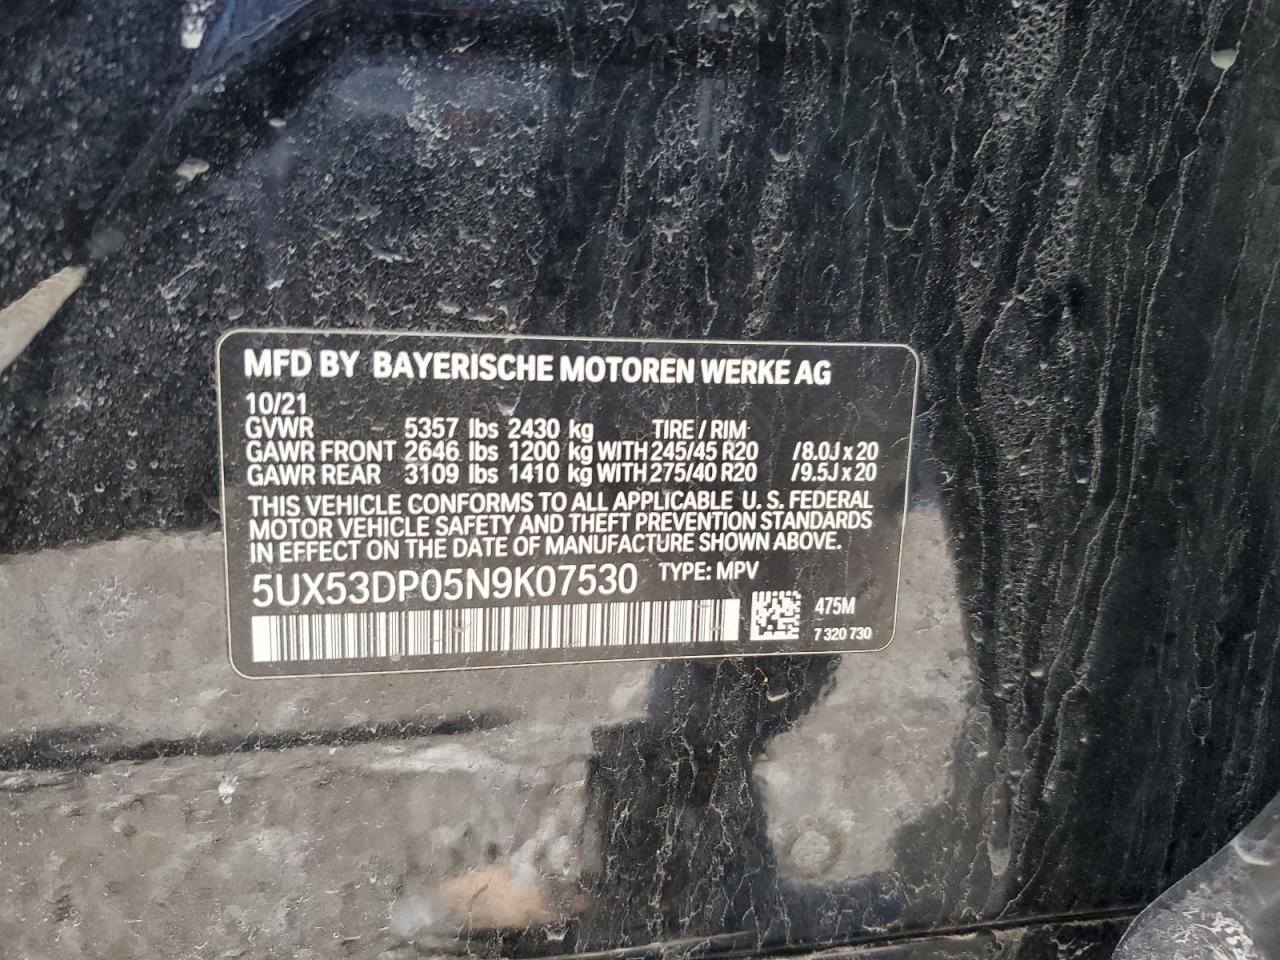 MFD BY BAYERISCHE MOTOREN WERKE AG
10/21
GVWR 5357 lbs 2430 kg TIRE / RIM
GAWR FRONT 2646 lbs 1200 kg WITH 245/45 R20 /8.0J x 20
GAWR REAR 3109 lbs 1410 kg WITH 275/40 R20 /9.5J x 20
THIS VEHICLE CONFORMS TO ALL APPLICABLE U. S. FEDERAL
MOTOR VEHICLE SAFETY AND THEFT PREVENTION STANDARDS
IN EFFECT ON THE DATE OF MANUFACTURE SHOWN ABOVE.
5UX53DP05N9K07530 TYPE: MPV
475M
7 320 730